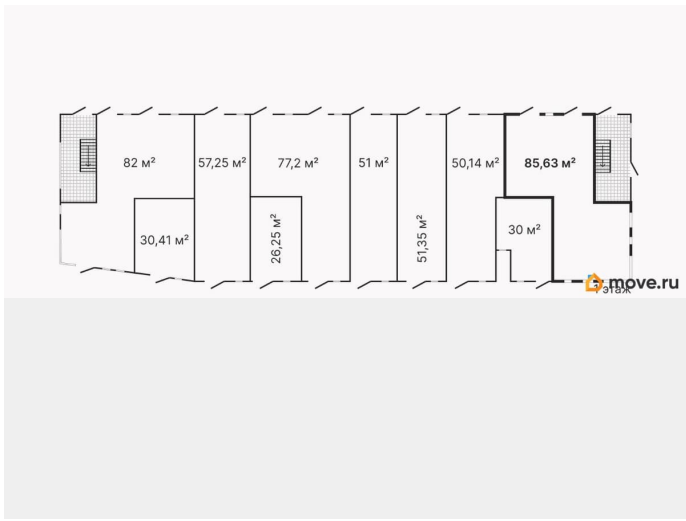 82 м²
57,25 м²
77,2 м²
51 м²
50,14 м²
85,63 м²
30,41 м²
26,25 м²
51,35 м²
30 м²
move.ru
1 этаж